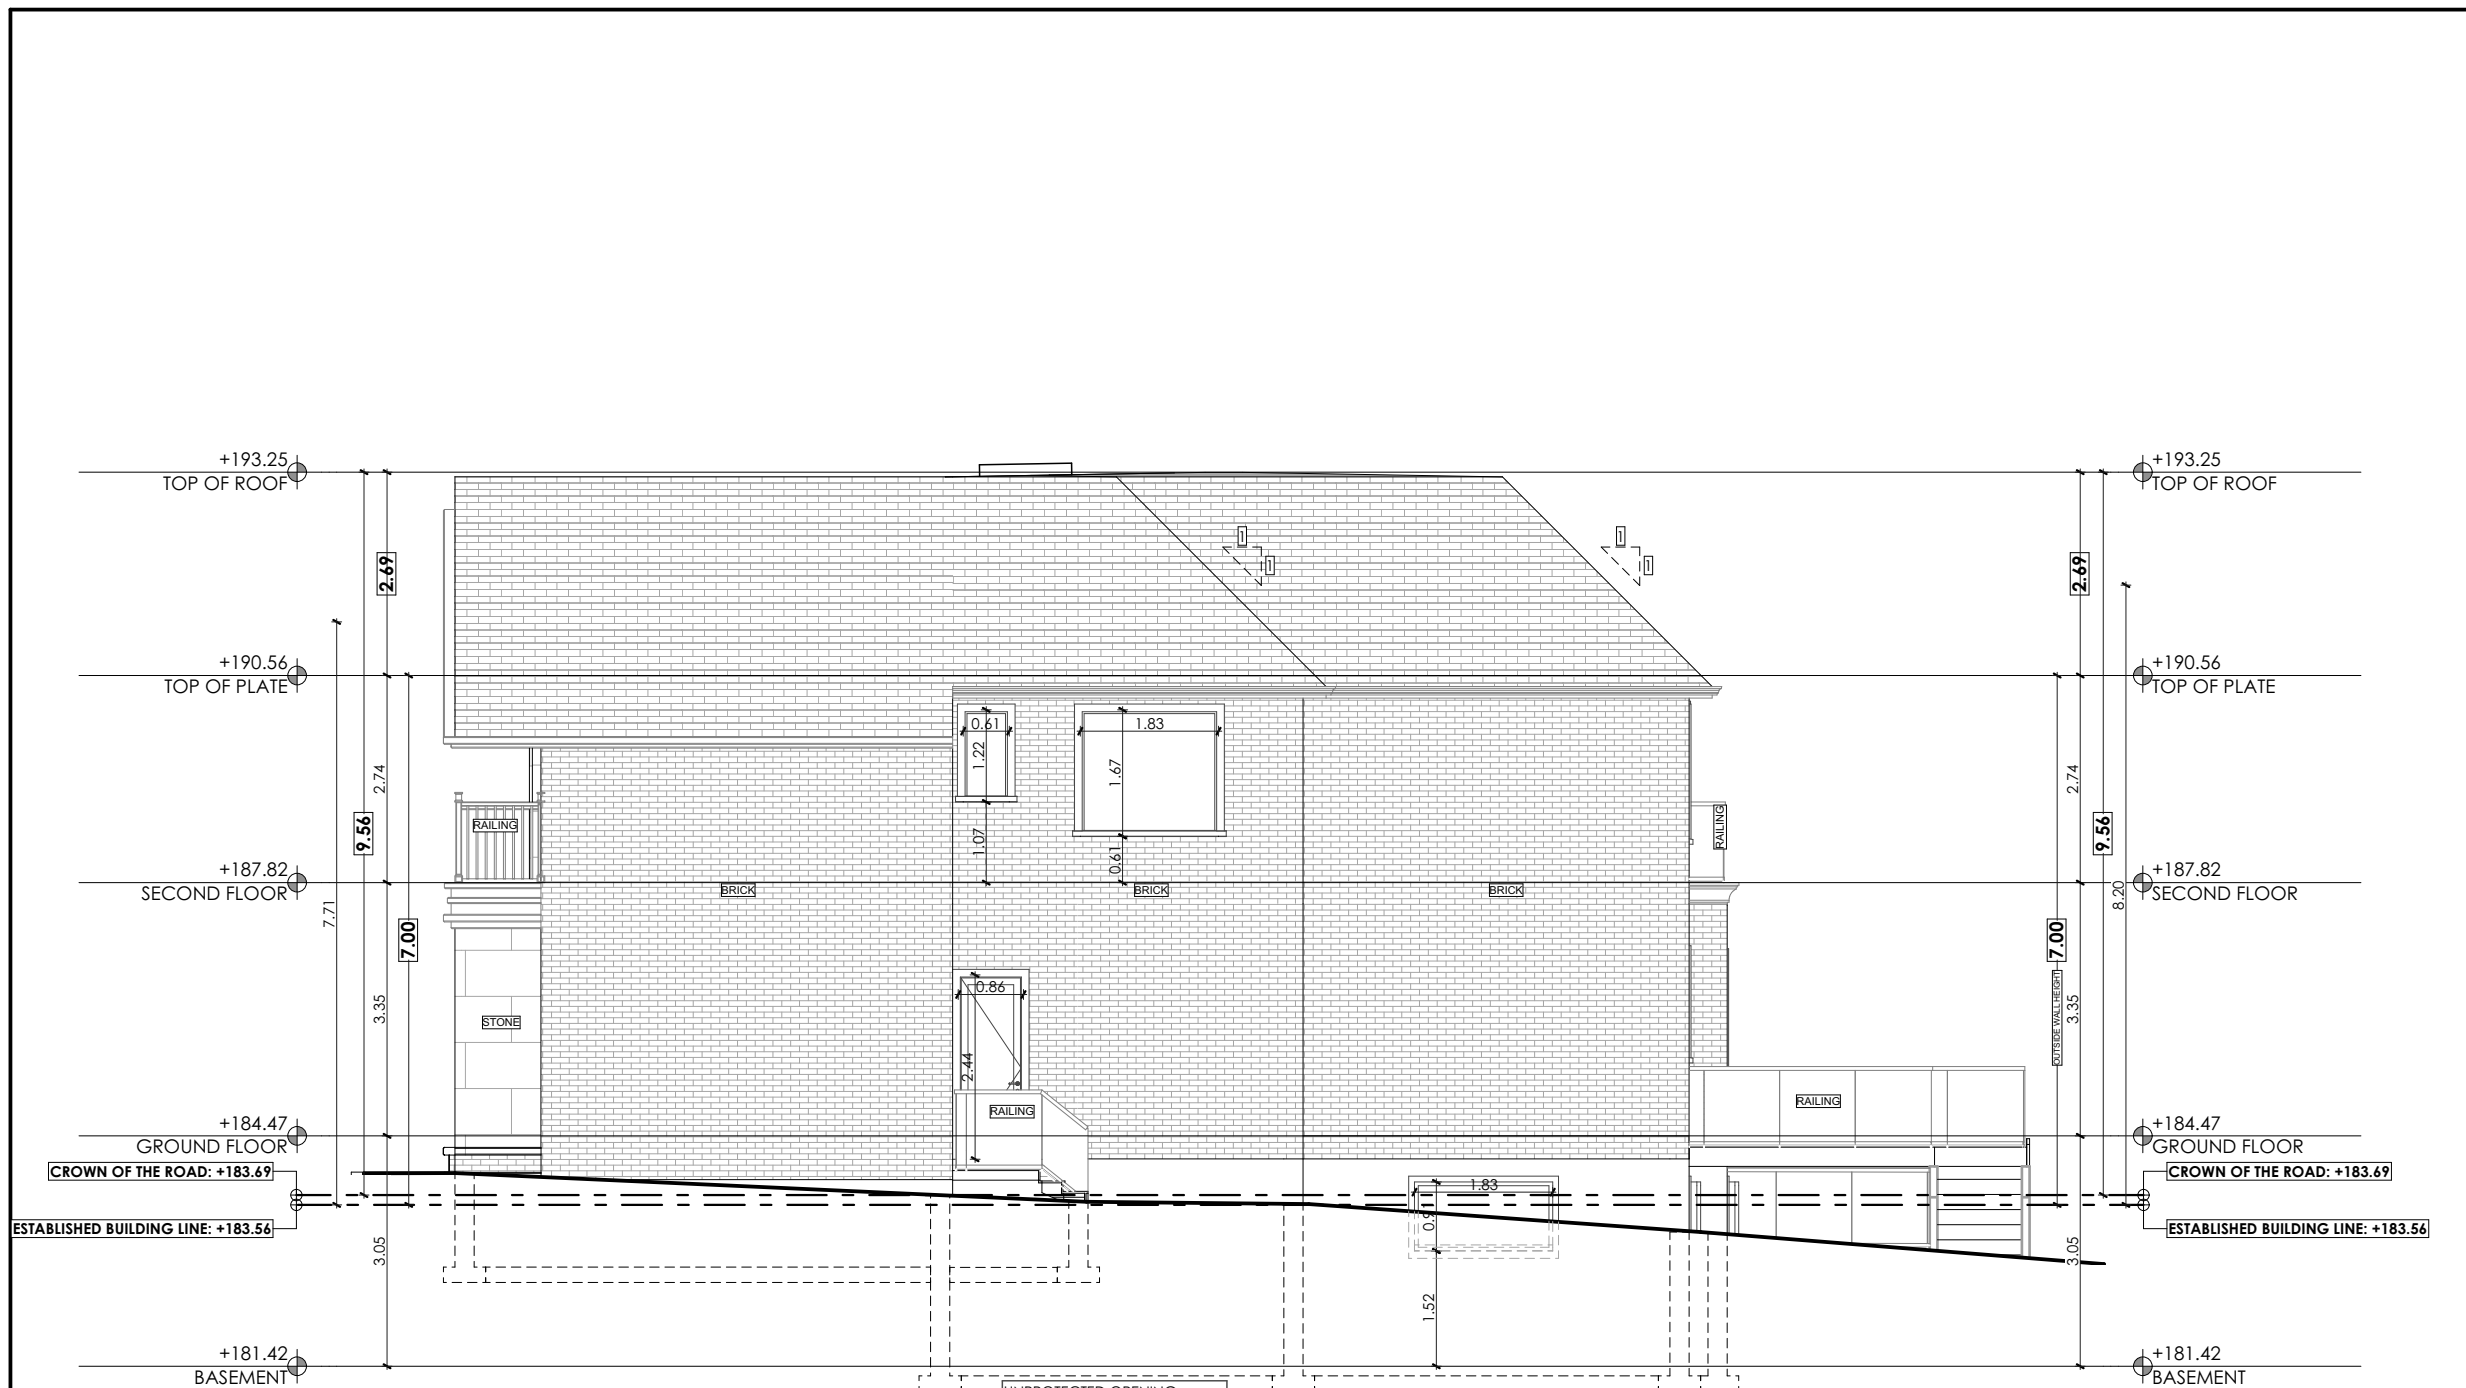 +193.25
TOP OF ROOF
+193.25
TOP OF ROOF
1
1
1
1
2.69
2.69
+190.56
TOP OF PLATE
+190.56
TOP OF PLATE
0.61
1.22
1.83
1.67
2.74
2.74
RAILING
RAILING
9.56
9.56
1.07
0.61
+187.82
SECOND FLOOR
+187.82
SECOND FLOOR
BRICK
BRICK
BRICK
7.71
8.20
7.00
7.00
OUTSIDE WALL HEIGHT
3.35
3.35
STONE
0.86
2.44
RAILING
RAILING
+184.47
GROUND FLOOR
+184.47
GROUND FLOOR
CROWN OF THE ROAD: +183.69
CROWN OF THE ROAD: +183.69
1.83
ESTABLISHED BUILDING LINE: +183.56
ESTABLISHED BUILDING LINE: +183.56
3.05
3.05
1.52
+181.42
BASEMENT
+181.42
BASEMENT
UNPROTECTED OPENING